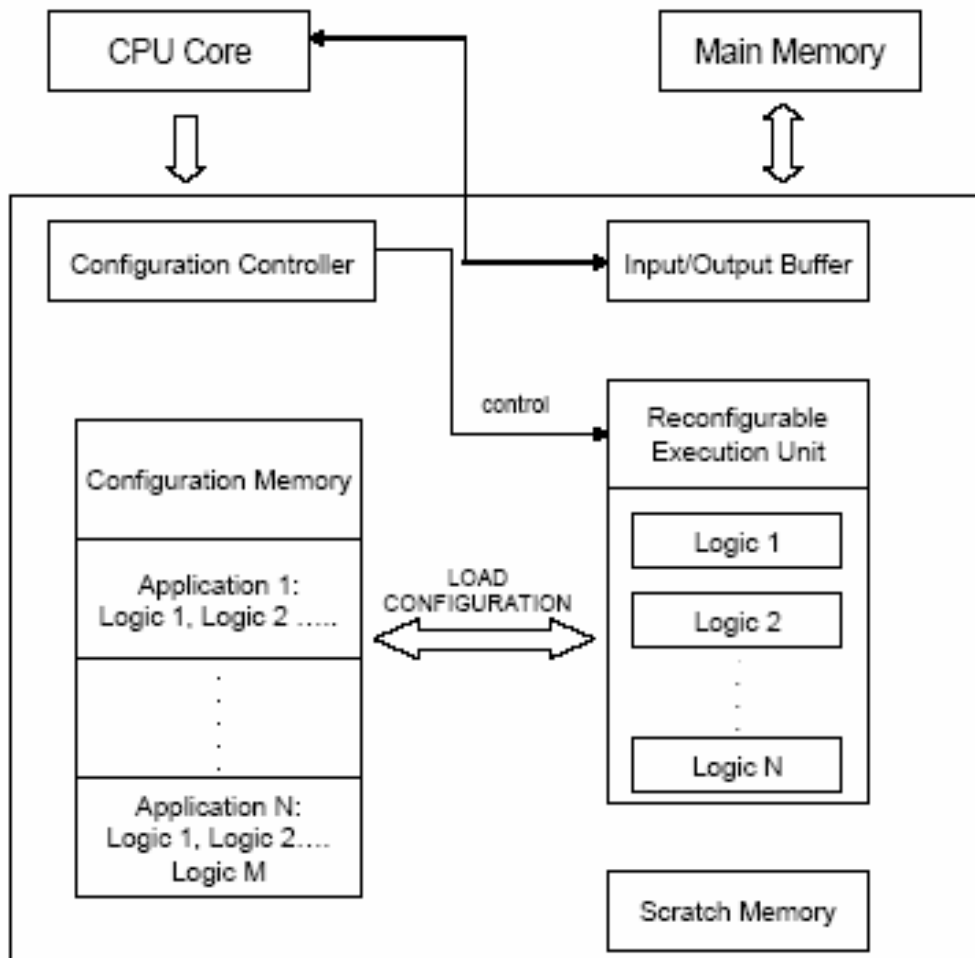 CPU Core
Main Memory
Configuration Controller
Input/Output Buffer
control
Reconfigurable
Execution Unit
Configuration Memory
Logic 1
Application 1:
Logic 1, Logic 2 .....
LOAD
CONFIGURATION
Logic 2
Logic N
Application N:
Logic 1, Logic 2....
Logic M
Scratch Memory